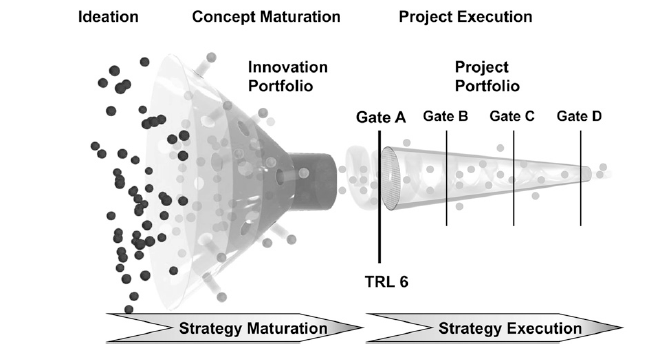 Ideation
Concept Maturation
Project Execution
Innovation
Portfolio
Project
Portfolio
Gate A
Gate B
Gate C
Gate D
TRL 6
Strategy Maturation
Strategy Execution